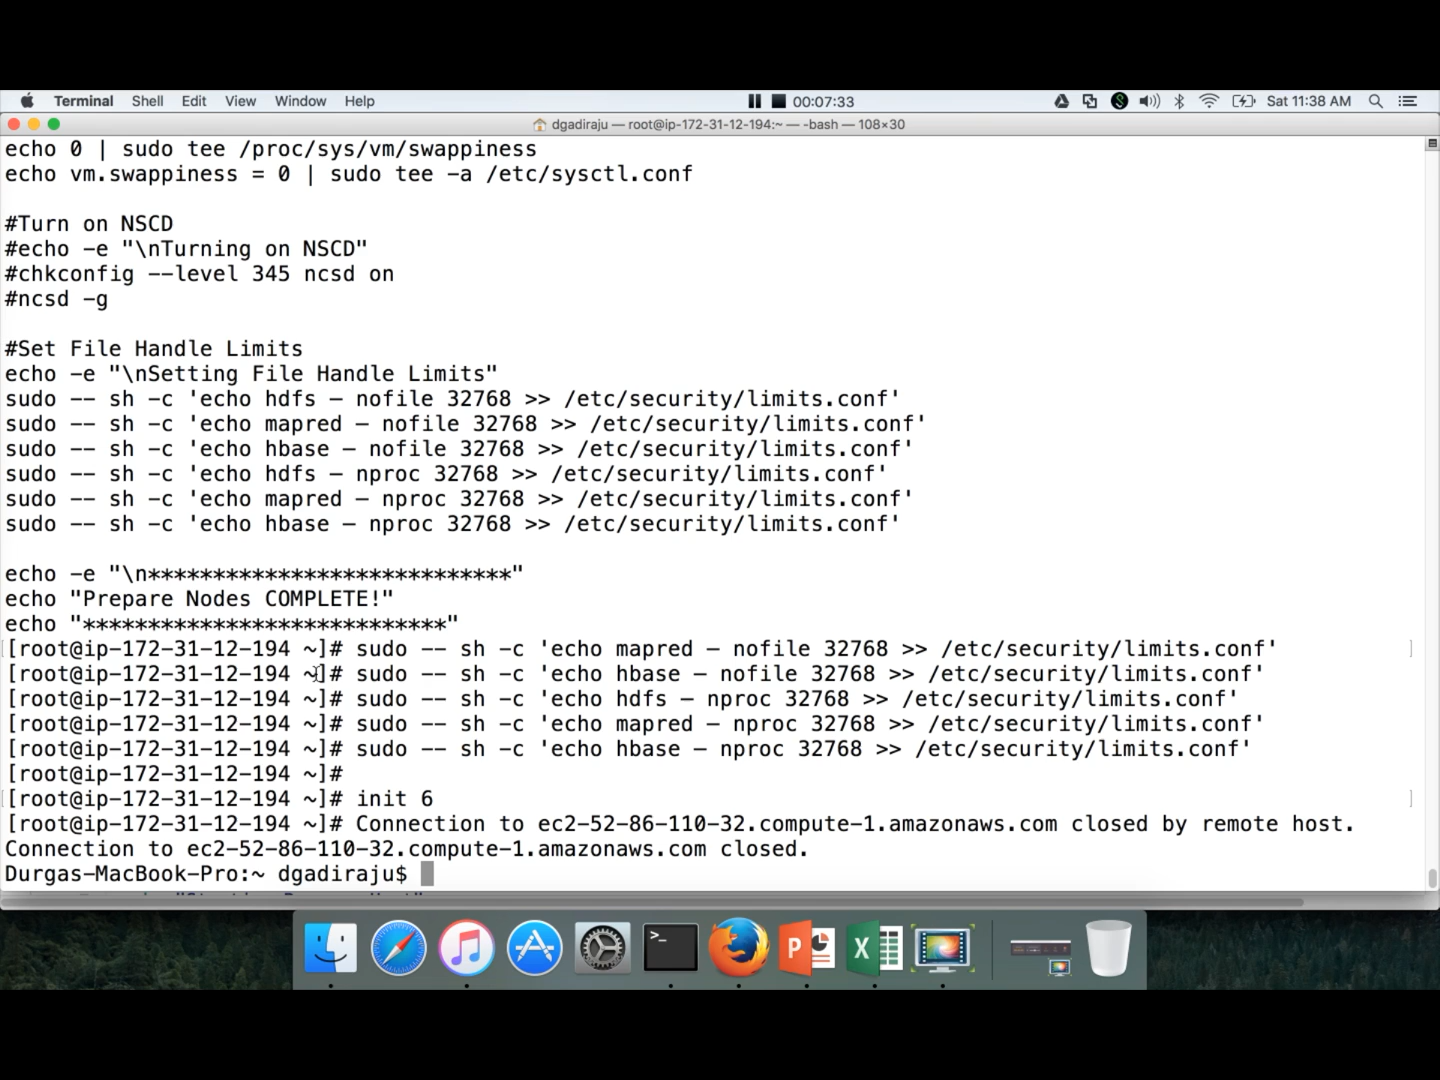 Terminal Shell Edit View Window Help 00:07:33 Sat 11:38 AM
dgadiraju — root@ip-172-31-12-194:~ — -bash — 108×30
echo 0 | sudo tee /proc/sys/vm/swappiness
echo vm.swappiness = 0 | sudo tee -a /etc/sysctl.conf
#Turn on NSCD
#echo -e "\nTurning on NSCD"
#chkconfig --level 345 ncsd on
#ncsd -g
#Set File Handle Limits
echo -e "\nSetting File Handle Limits"
sudo -- sh -c 'echo hdfs – nofile 32768 >> /etc/security/limits.conf'
sudo -- sh -c 'echo mapred – nofile 32768 >> /etc/security/limits.conf'
sudo -- sh -c 'echo hbase – nofile 32768 >> /etc/security/limits.conf'
sudo -- sh -c 'echo hdfs – nproc 32768 >> /etc/security/limits.conf'
sudo -- sh -c 'echo mapred – nproc 32768 >> /etc/security/limits.conf'
sudo -- sh -c 'echo hbase – nproc 32768 >> /etc/security/limits.conf'
echo -e "\n****************************"
echo "Prepare Nodes COMPLETE!"
echo "****************************"
[root@ip-172-31-12-194 ~]# sudo -- sh -c 'echo mapred – nofile 32768 >> /etc/security/limits.conf'
[root@ip-172-31-12-194 ~]# sudo -- sh -c 'echo hbase – nofile 32768 >> /etc/security/limits.conf'
[root@ip-172-31-12-194 ~]# sudo -- sh -c 'echo hdfs – nproc 32768 >> /etc/security/limits.conf'
[root@ip-172-31-12-194 ~]# sudo -- sh -c 'echo mapred – nproc 32768 >> /etc/security/limits.conf'
[root@ip-172-31-12-194 ~]# sudo -- sh -c 'echo hbase – nproc 32768 >> /etc/security/limits.conf'
[root@ip-172-31-12-194 ~]#
[root@ip-172-31-12-194 ~]# init 6
[root@ip-172-31-12-194 ~]# Connection to ec2-52-86-110-32.compute-1.amazonaws.com closed by remote host.
Connection to ec2-52-86-110-32.compute-1.amazonaws.com closed.
Durgas-MacBook-Pro:~ dgadiraju$